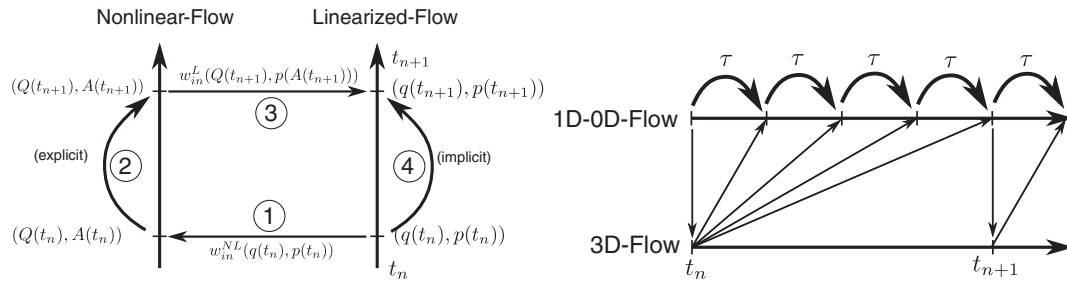 Nonlinear-Flow
Linearized-Flow
t_{n+1}
(Q(t_{n+1}), A(t_{n+1}))
w_{in}^{L}(Q(t_{n+1}), p(A(t_{n+1})))
(q(t_{n+1}), p(t_{n+1}))
3
(explicit)
2
4
(implicit)
1
(Q(t_n), A(t_n))
w_{in}^{NL}(q(t_n), p(t_n))
(q(t_n), p(t_n))
t_n
τ τ τ τ τ
1D-0D-Flow
3D-Flow
t_n
t_{n+1}